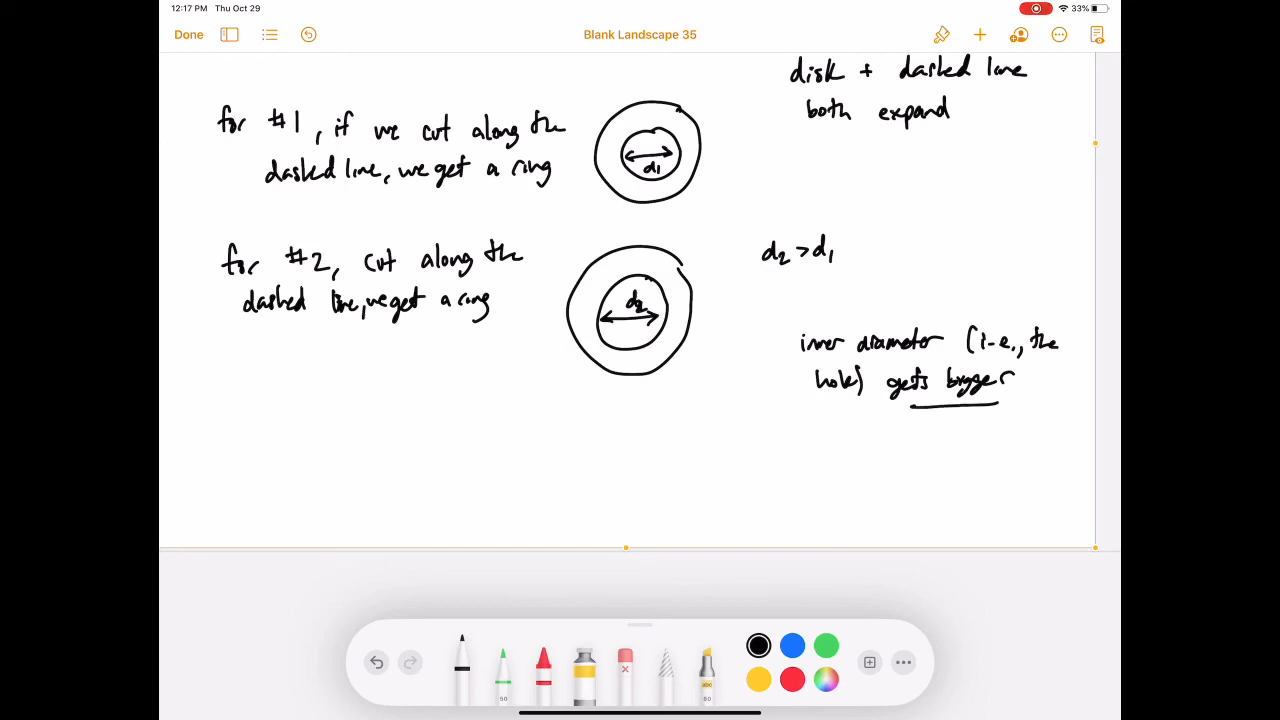 12:17 PM Thu Oct 29
33%
Done
Blank Landscape 35
disk + dashed line
both expand
for #1, if we cut along the
dashed line, we get a ring
d1
for #2, cut along the
dashed line, we get a ring
d2
d2 > d1
inner diameter (i.e., the
hole) gets bigger
50
80